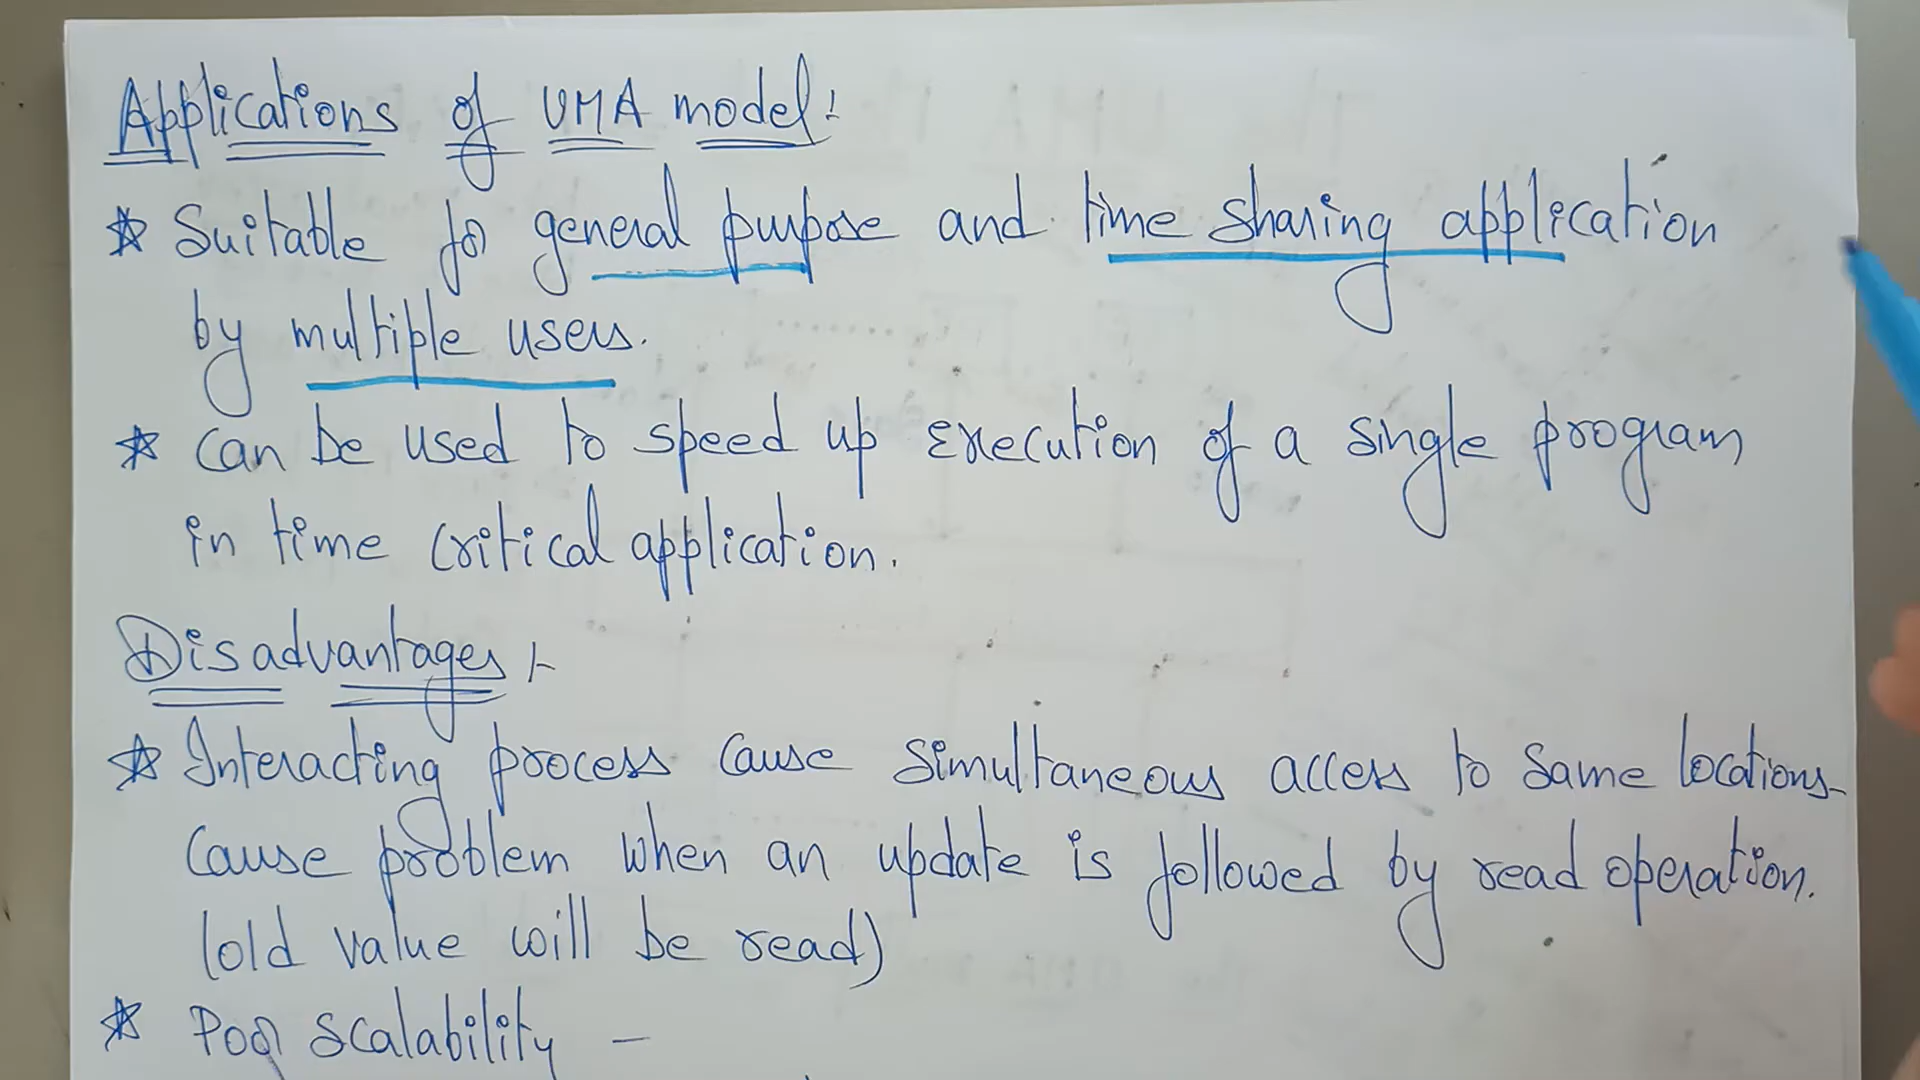 Applications of UMA model:
* Suitable for general purpose and time sharing application
by multiple users.
* Can be used to speed up Execution of a single program
in time critical application.
Disadvantages :-
* Interacting process cause simultaneous access to same locations-
Cause problem when an update is followed by read operation.
(old value will be read)
* Poor scalability -